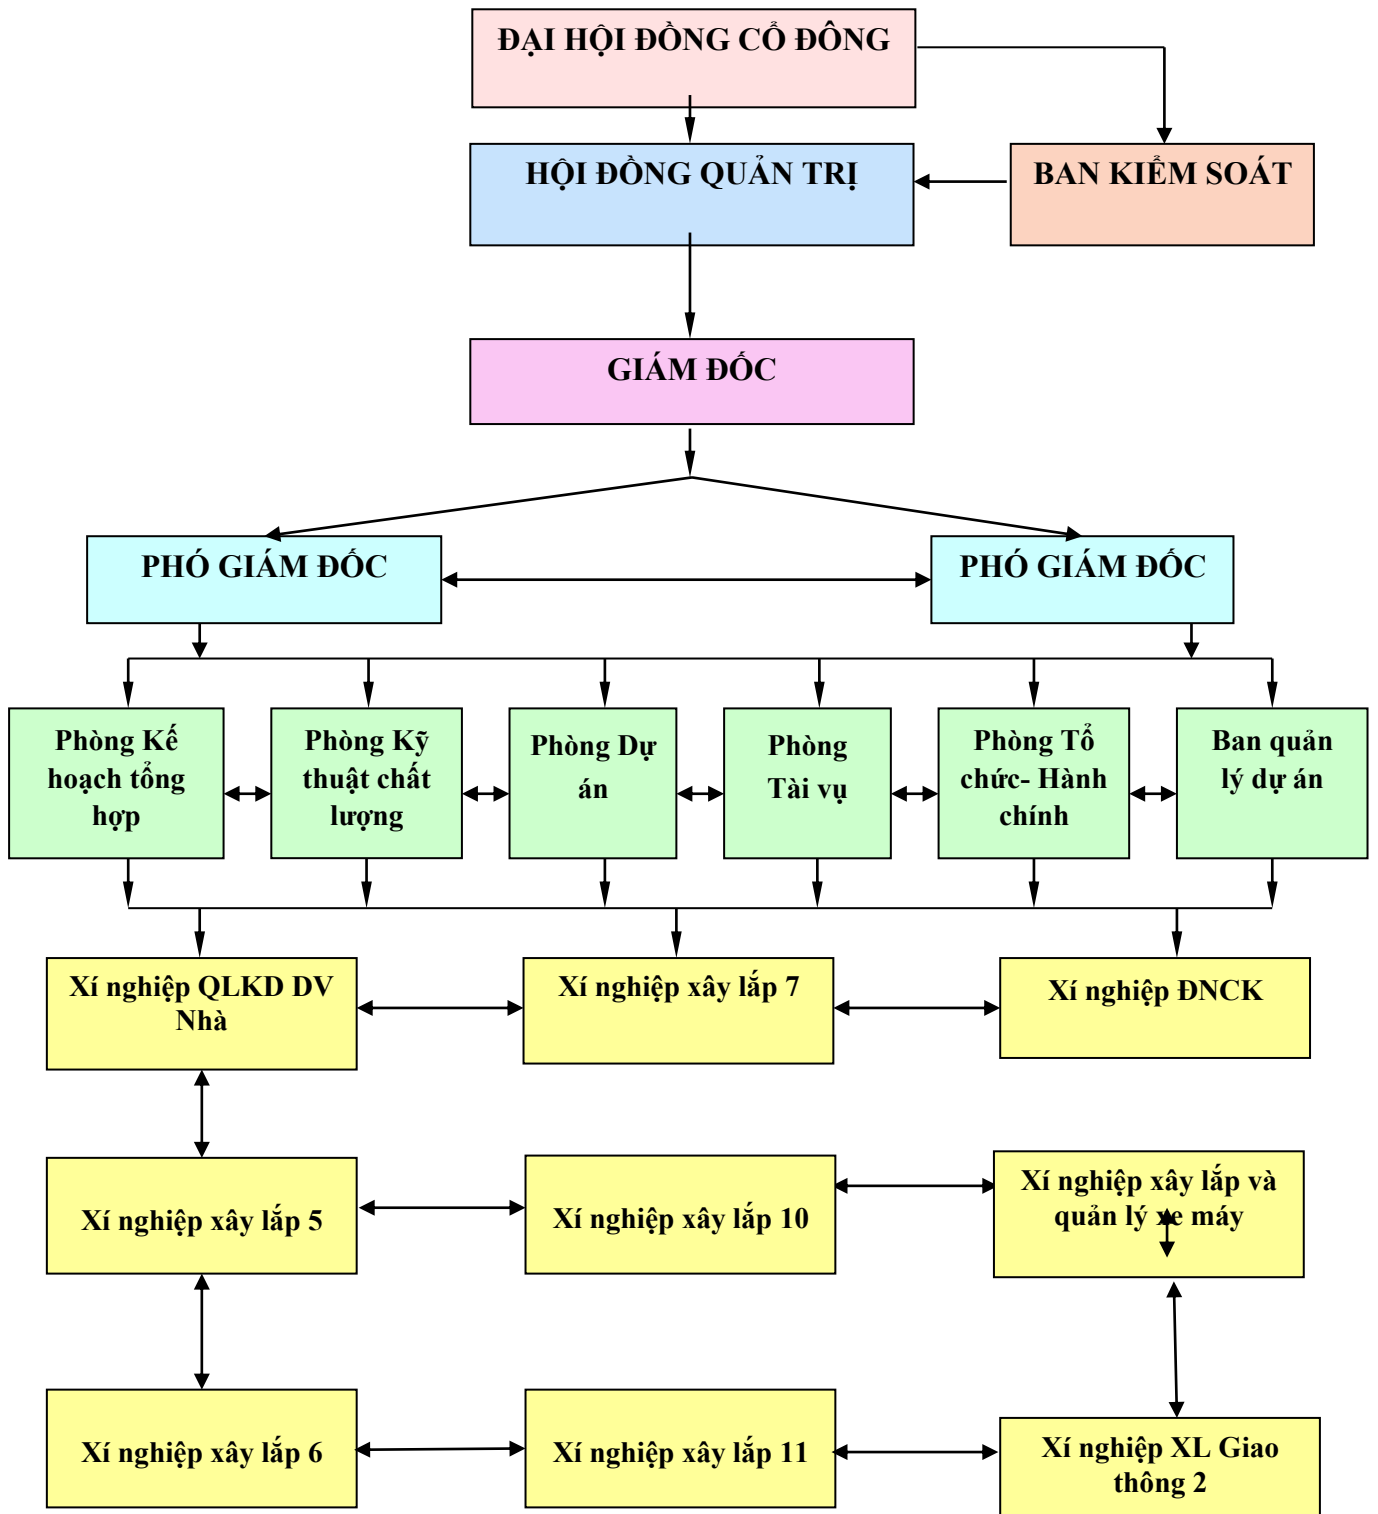 ĐẠI HỘI ĐỒNG CỔ ĐÔNG
HỘI ĐỒNG QUẢN TRỊ
BAN KIỂM SOÁT
GIÁM ĐỐC
PHÓ GIÁM ĐỐC
PHÓ GIÁM ĐỐC
Phòng Kế
hoạch tổng
hợp
Phòng Kỹ
thuật chất
lượng
Phòng Dự
án
Phòng
Tài vụ
Phòng Tổ
chức- Hành
chính
Ban quản
lý dự án
Xí nghiệp QLKD DV
Nhà
Xí nghiệp xây lắp 7
Xí nghiệp ĐNCK
Xí nghiệp xây lắp 5
Xí nghiệp xây lắp 10
Xí nghiệp xây lắp và
quản lý xe máy
Xí nghiệp xây lắp 6
Xí nghiệp xây lắp 11
Xí nghiệp XL Giao
thông 2